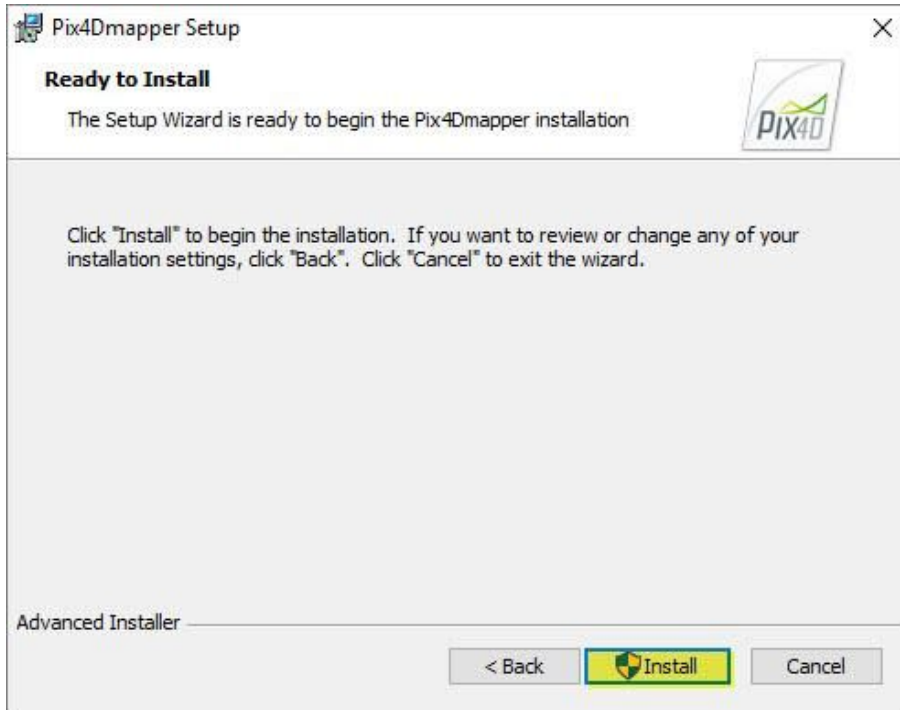 Pix4Dmapper Setup
Ready to Install
The Setup Wizard is ready to begin the Pix4Dmapper installation
PIX4D
Click "Install" to begin the installation.  If you want to review or change any of your
installation settings, click "Back".  Click "Cancel" to exit the wizard.
Advanced Installer
< Back
Install
Cancel